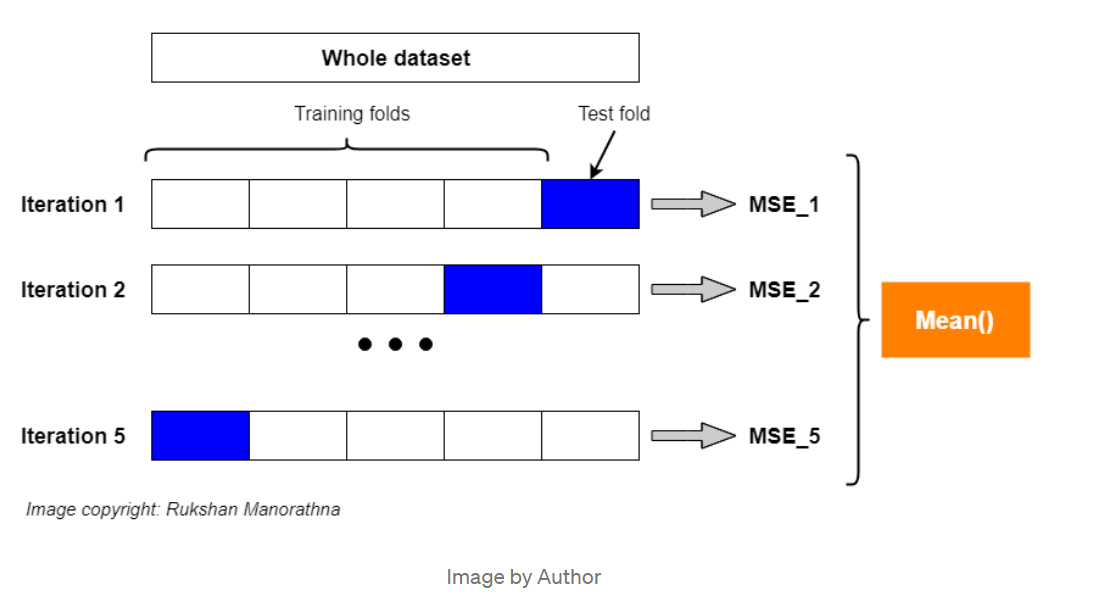 Whole dataset
Training folds
Test fold
Iteration 1
MSE_1
Iteration 2
MSE_2
Mean()
Iteration 5
MSE_5
Image copyright: Rukshan Manorathna
Image by Author